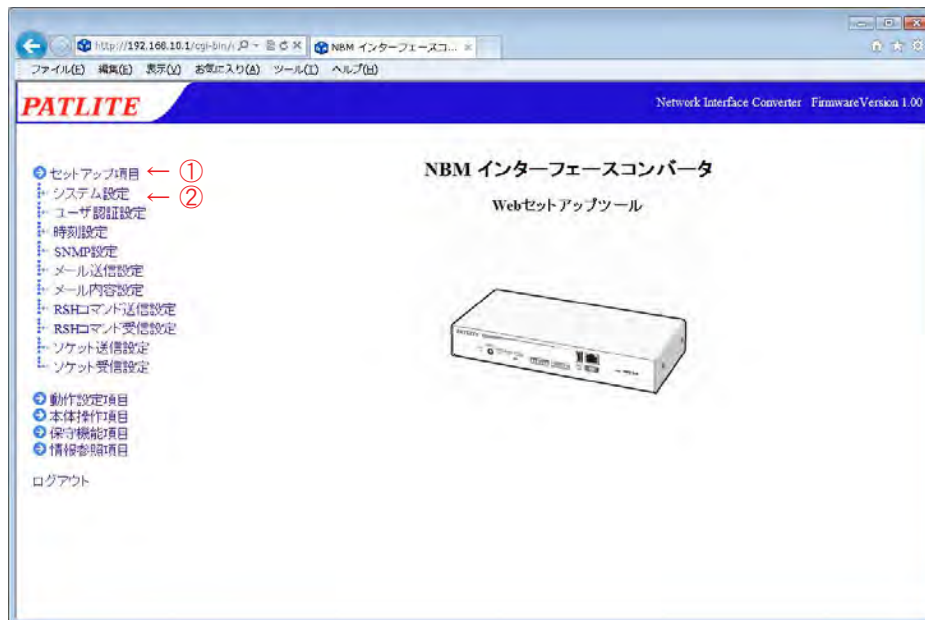 http://192.168.10.1/cgi-bin/
NBM インターフェースコ...
ファイル(F) 編集(E) 表示(V) お気に入り(A) ツール(T) ヘルプ(H)
PATLITE
Network Interface Converter FirmwareVersion 1.00
セットアップ項目 ← ①
システム設定 ← ②
ユーザ認証設定
時刻設定
SNMP設定
メール送信設定
メール内容設定
RSHコマンド送信設定
RSHコマンド受信設定
ソケット送信設定
ソケット受信設定
動作設定項目
本体操作項目
保守機能項目
情報参照項目
ログアウト
NBM インターフェースコンバータ
Webセットアップツール
PATLITE